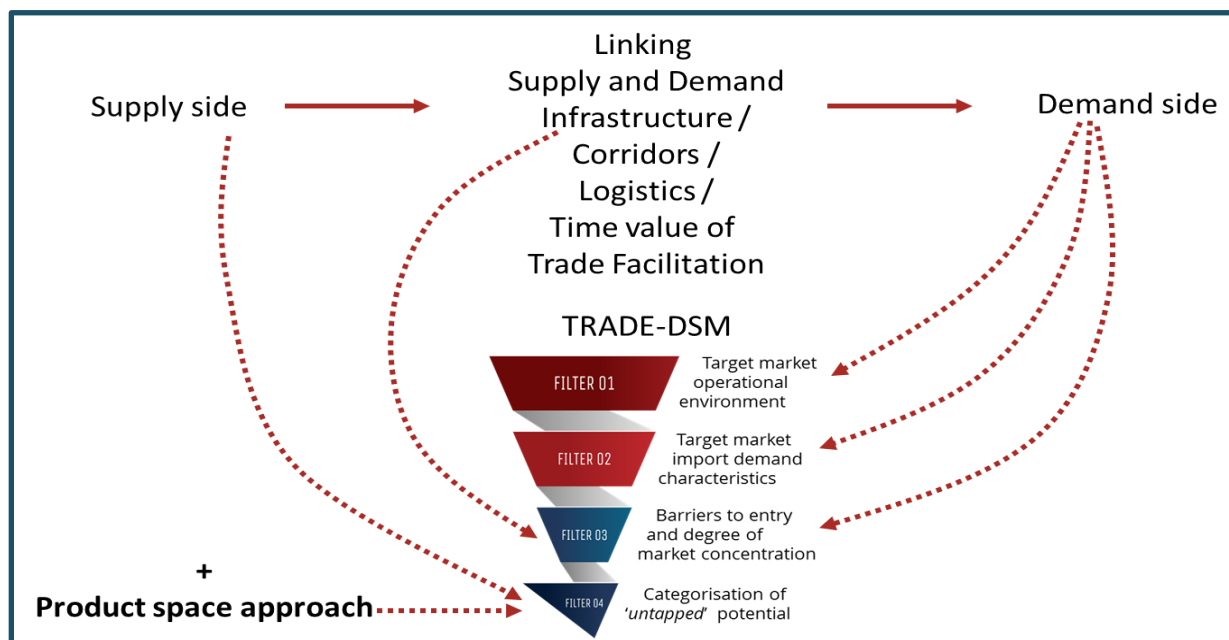 Supply side
Linking
Supply and Demand
Infrastructure /
Corridors /
Logistics /
Time value of
Trade Facilitation
Demand side
TRADE-DSM
FILTER 01
Target market
operational
environment
FILTER 02
Target market
import demand
characteristics
FILTER 03
Barriers to entry
and degree of
market concentration
+
Product space approach
FILTER 04
Categorisation of
‘untapped’ potential